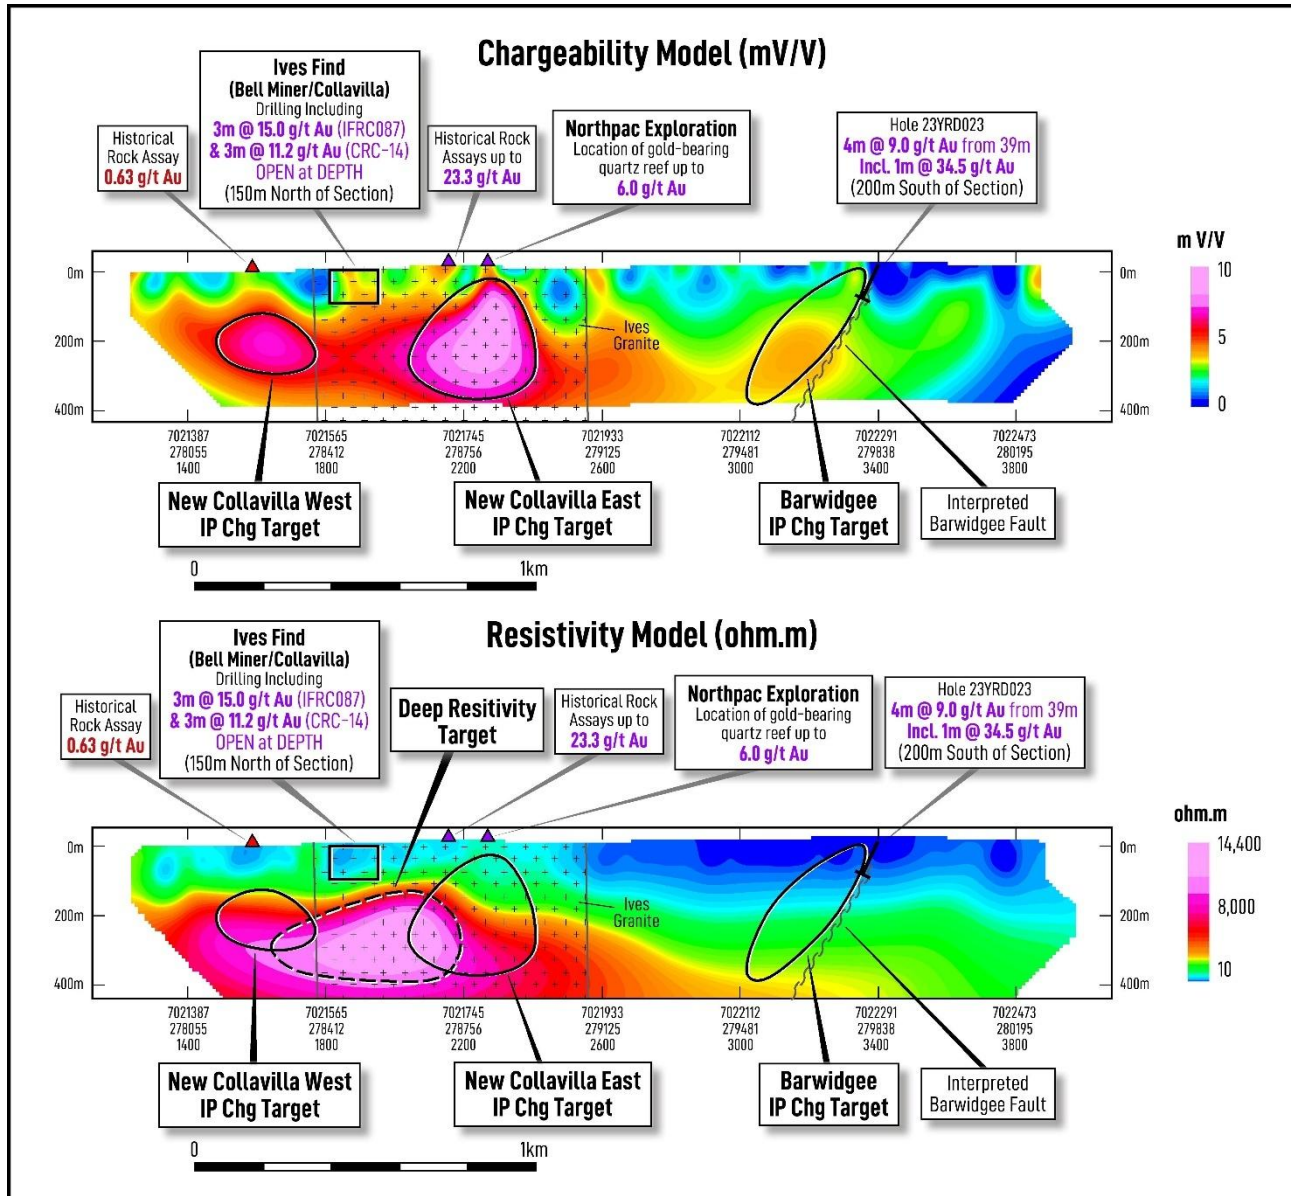 Chargeability Model (mV/V)
Ives Find
(Bell Miner/Collavilla)
Drilling Including
3m @ 15.0 g/t Au (IFRC087)
& 3m @ 11.2 g/t Au (CRC-14)
OPEN at DEPTH
(150m North of Section)
Historical
Rock Assay
0.63 g/t Au
Historical Rock
Assays up to
23.3 g/t Au
Northpac Exploration
Location of gold-bearing
quartz reef up to
6.0 g/t Au
Hole 23YRD023
4m @ 9.0 g/t Au from 39m
Incl. 1m @ 34.5 g/t Au
(200m South of Section)
m V/V
10
5
0
0m
200m
400m
0m
200m
400m
Ives
Granite
7021387 7021565 7021745 7021933 7022112 7022291 7022473
278055 278412 278756 279125 279481 279838 280195
1400 1800 2200 2600 3000 3400 3800
New Collavilla West
IP Chg Target
New Collavilla East
IP Chg Target
Barwidgee
IP Chg Target
Interpreted
Barwidgee Fault
0 1km
Resistivity Model (ohm.m)
Ives Find
(Bell Miner/Collavilla)
Drilling Including
3m @ 15.0 g/t Au (IFRC087)
& 3m @ 11.2 g/t Au (CRC-14)
OPEN at DEPTH
(150m North of Section)
Historical
Rock Assay
0.63 g/t Au
Deep Resitivity
Target
Historical Rock
Assays up to
23.3 g/t Au
Northpac Exploration
Location of gold-bearing
quartz reef up to
6.0 g/t Au
Hole 23YRD023
4m @ 9.0 g/t Au from 39m
Incl. 1m @ 34.5 g/t Au
(200m South of Section)
ohm.m
14,400
8,000
10
0m
200m
400m
0m
200m
400m
Ives
Granite
7021387 7021565 7021745 7021933 7022112 7022291 7022473
278055 278412 278756 279125 279481 279838 280195
1400 1800 2200 2600 3000 3400 3800
New Collavilla West
IP Chg Target
New Collavilla East
IP Chg Target
Barwidgee
IP Chg Target
Interpreted
Barwidgee Fault
0 1km